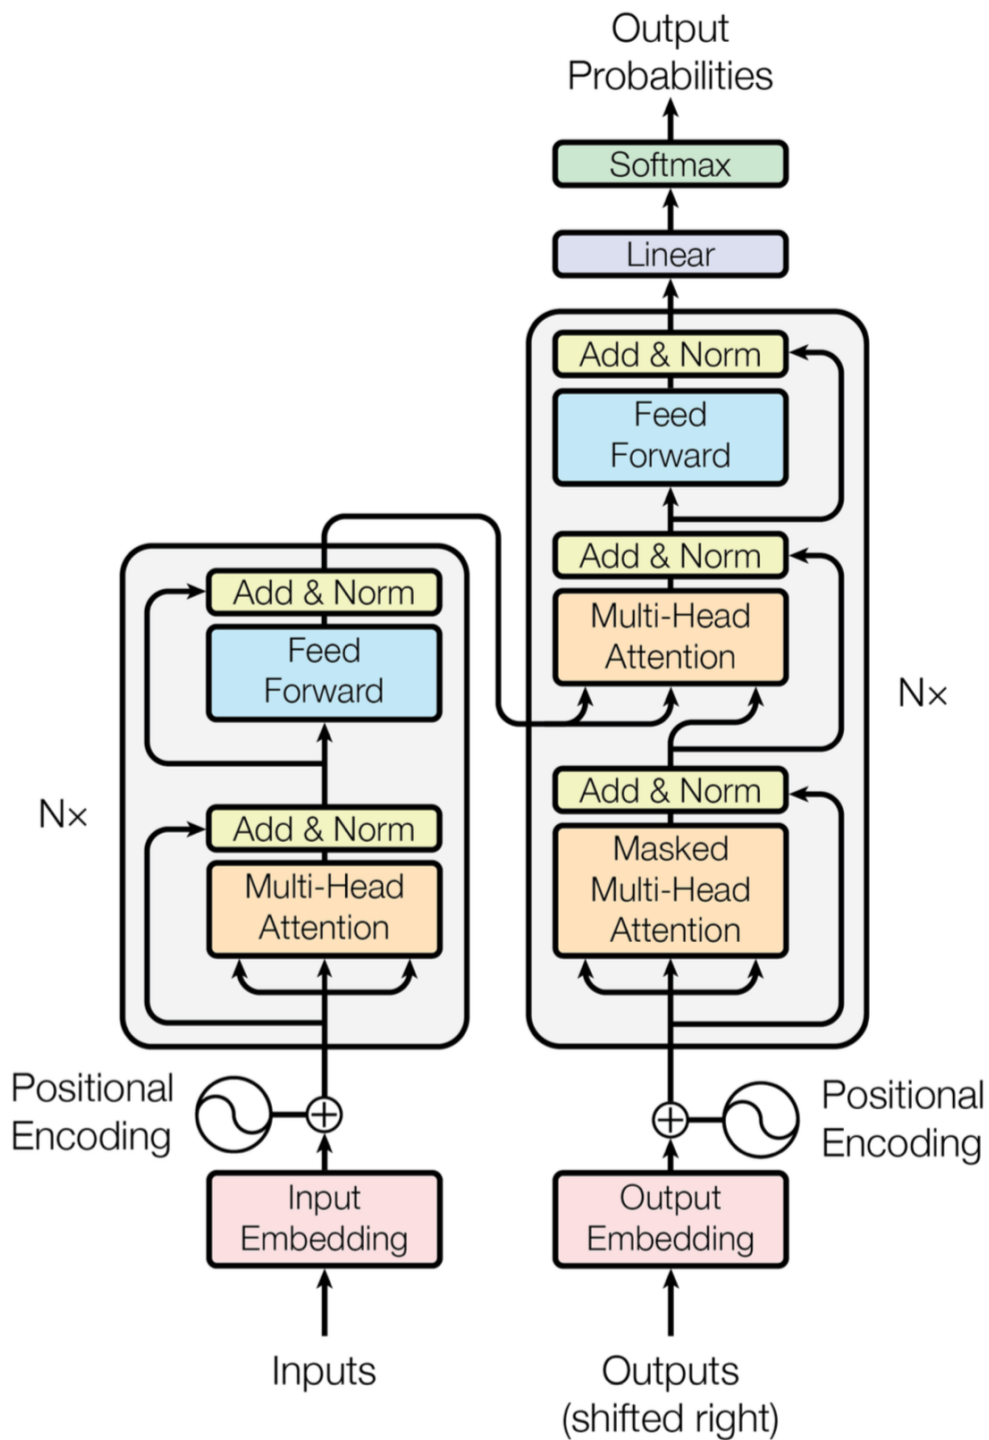 Output
Probabilities
Softmax
Linear
Add & Norm
Feed
Forward
Add & Norm
Multi-Head
Attention
Add & Norm
Masked
Multi-Head
Attention
N×
Add & Norm
Feed
Forward
Add & Norm
Multi-Head
Attention
N×
Positional
Encoding
Positional
Encoding
Input
Embedding
Output
Embedding
Inputs
Outputs
(shifted right)